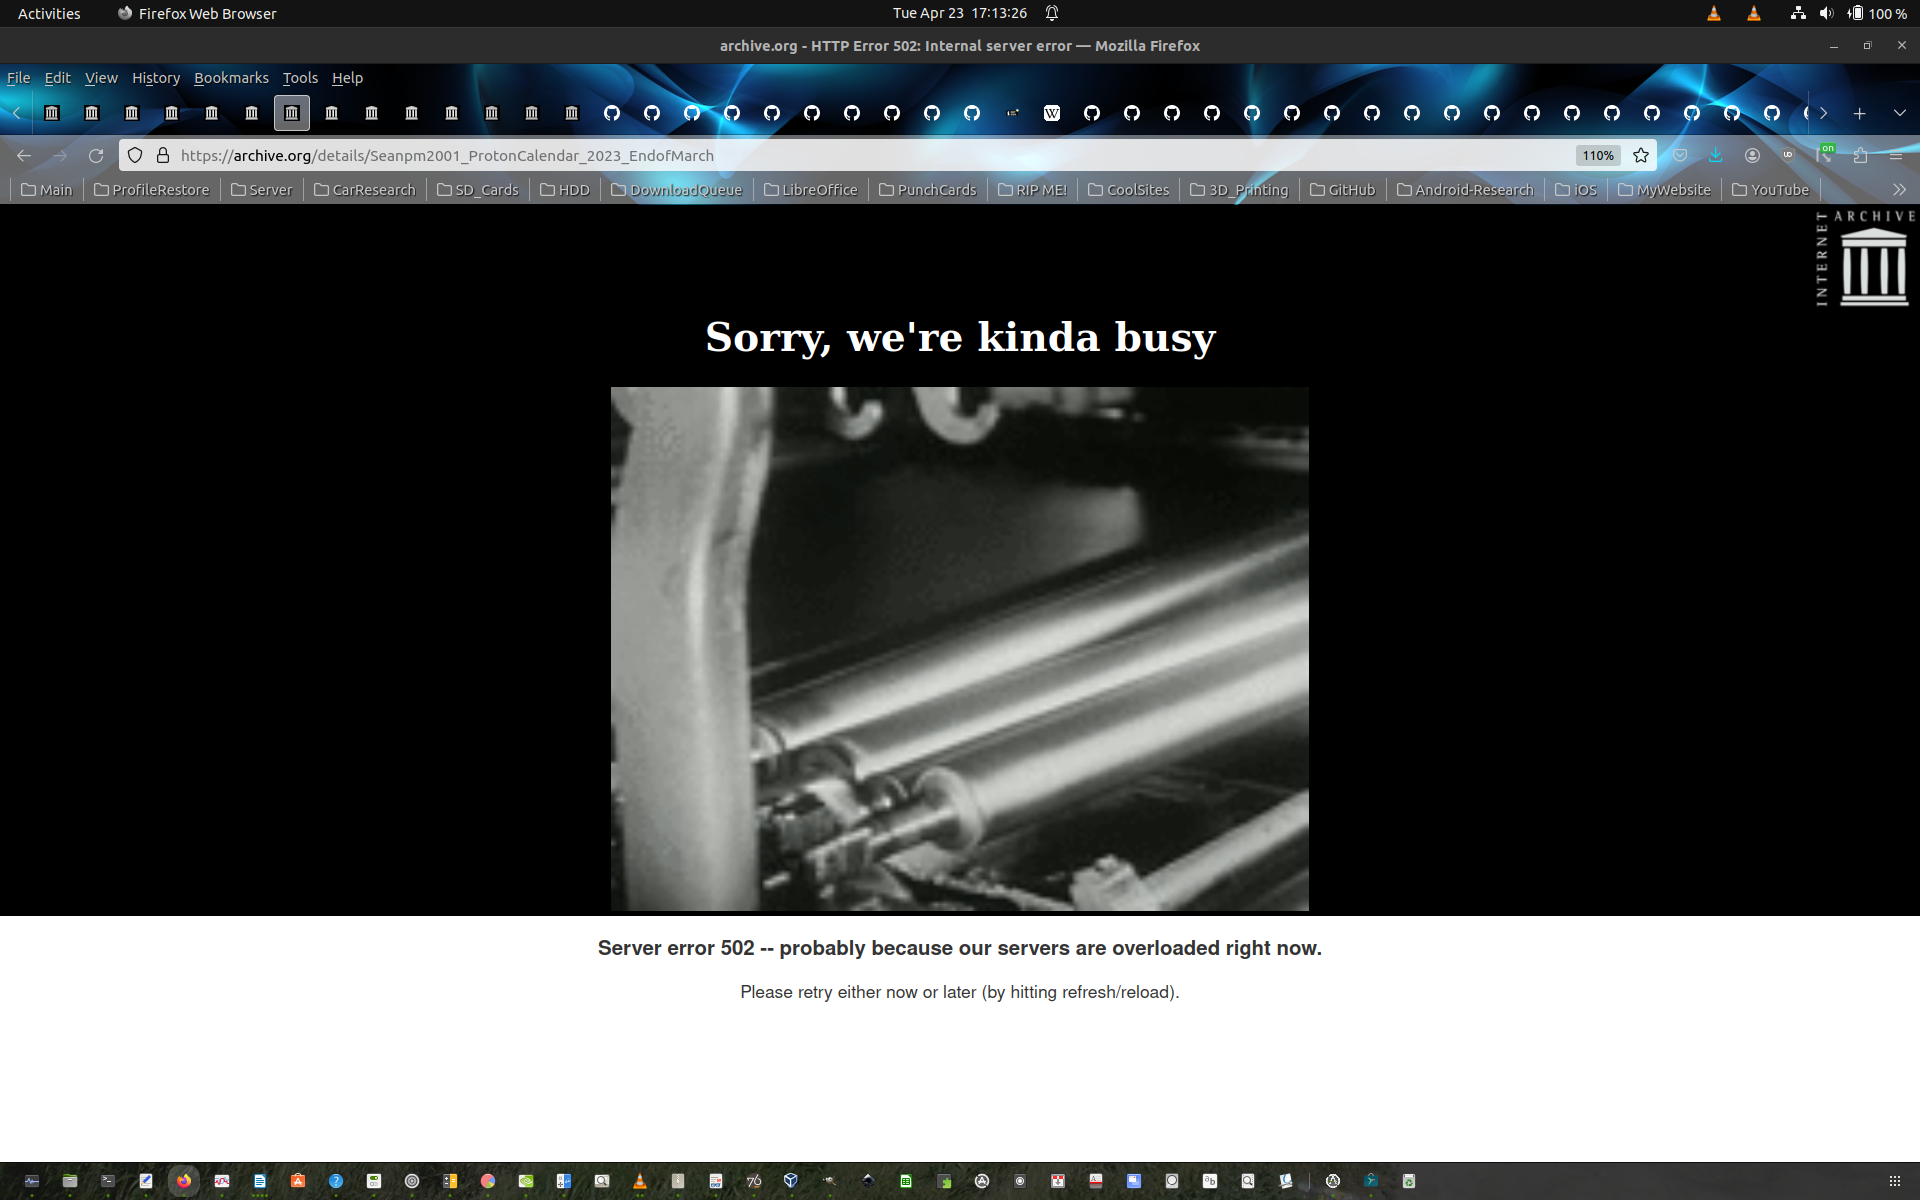 Activities
Firefox Web Browser
Tue Apr 23 17:13:26
100 %
archive.org - HTTP Error 502: Internal server error — Mozilla Firefox
File Edit View History Bookmarks Tools Help
https://archive.org/details/Seanpm2001_ProtonCalendar_2023_EndofMarch
110%
on
Main ProfileRestore Server CarResearch SD_Cards HDD DownloadQueue LibreOffice PunchCards RIP ME! CoolSites 3D_Printing GitHub Android-Research iOS MyWebsite YouTube
INTERNET ARCHIVE
Sorry, we're kinda busy
Server error 502 -- probably because our servers are overloaded right now.
Please retry either now or later (by hitting refresh/reload).